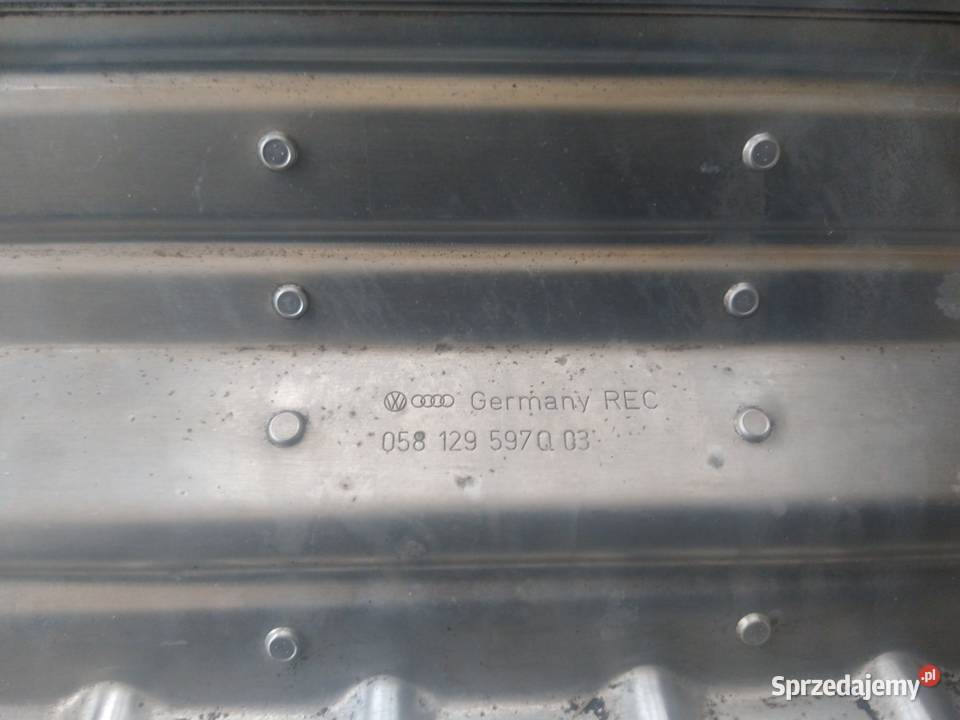 Germany REC
058 129 597Q 03
Sprzedajemy.pl